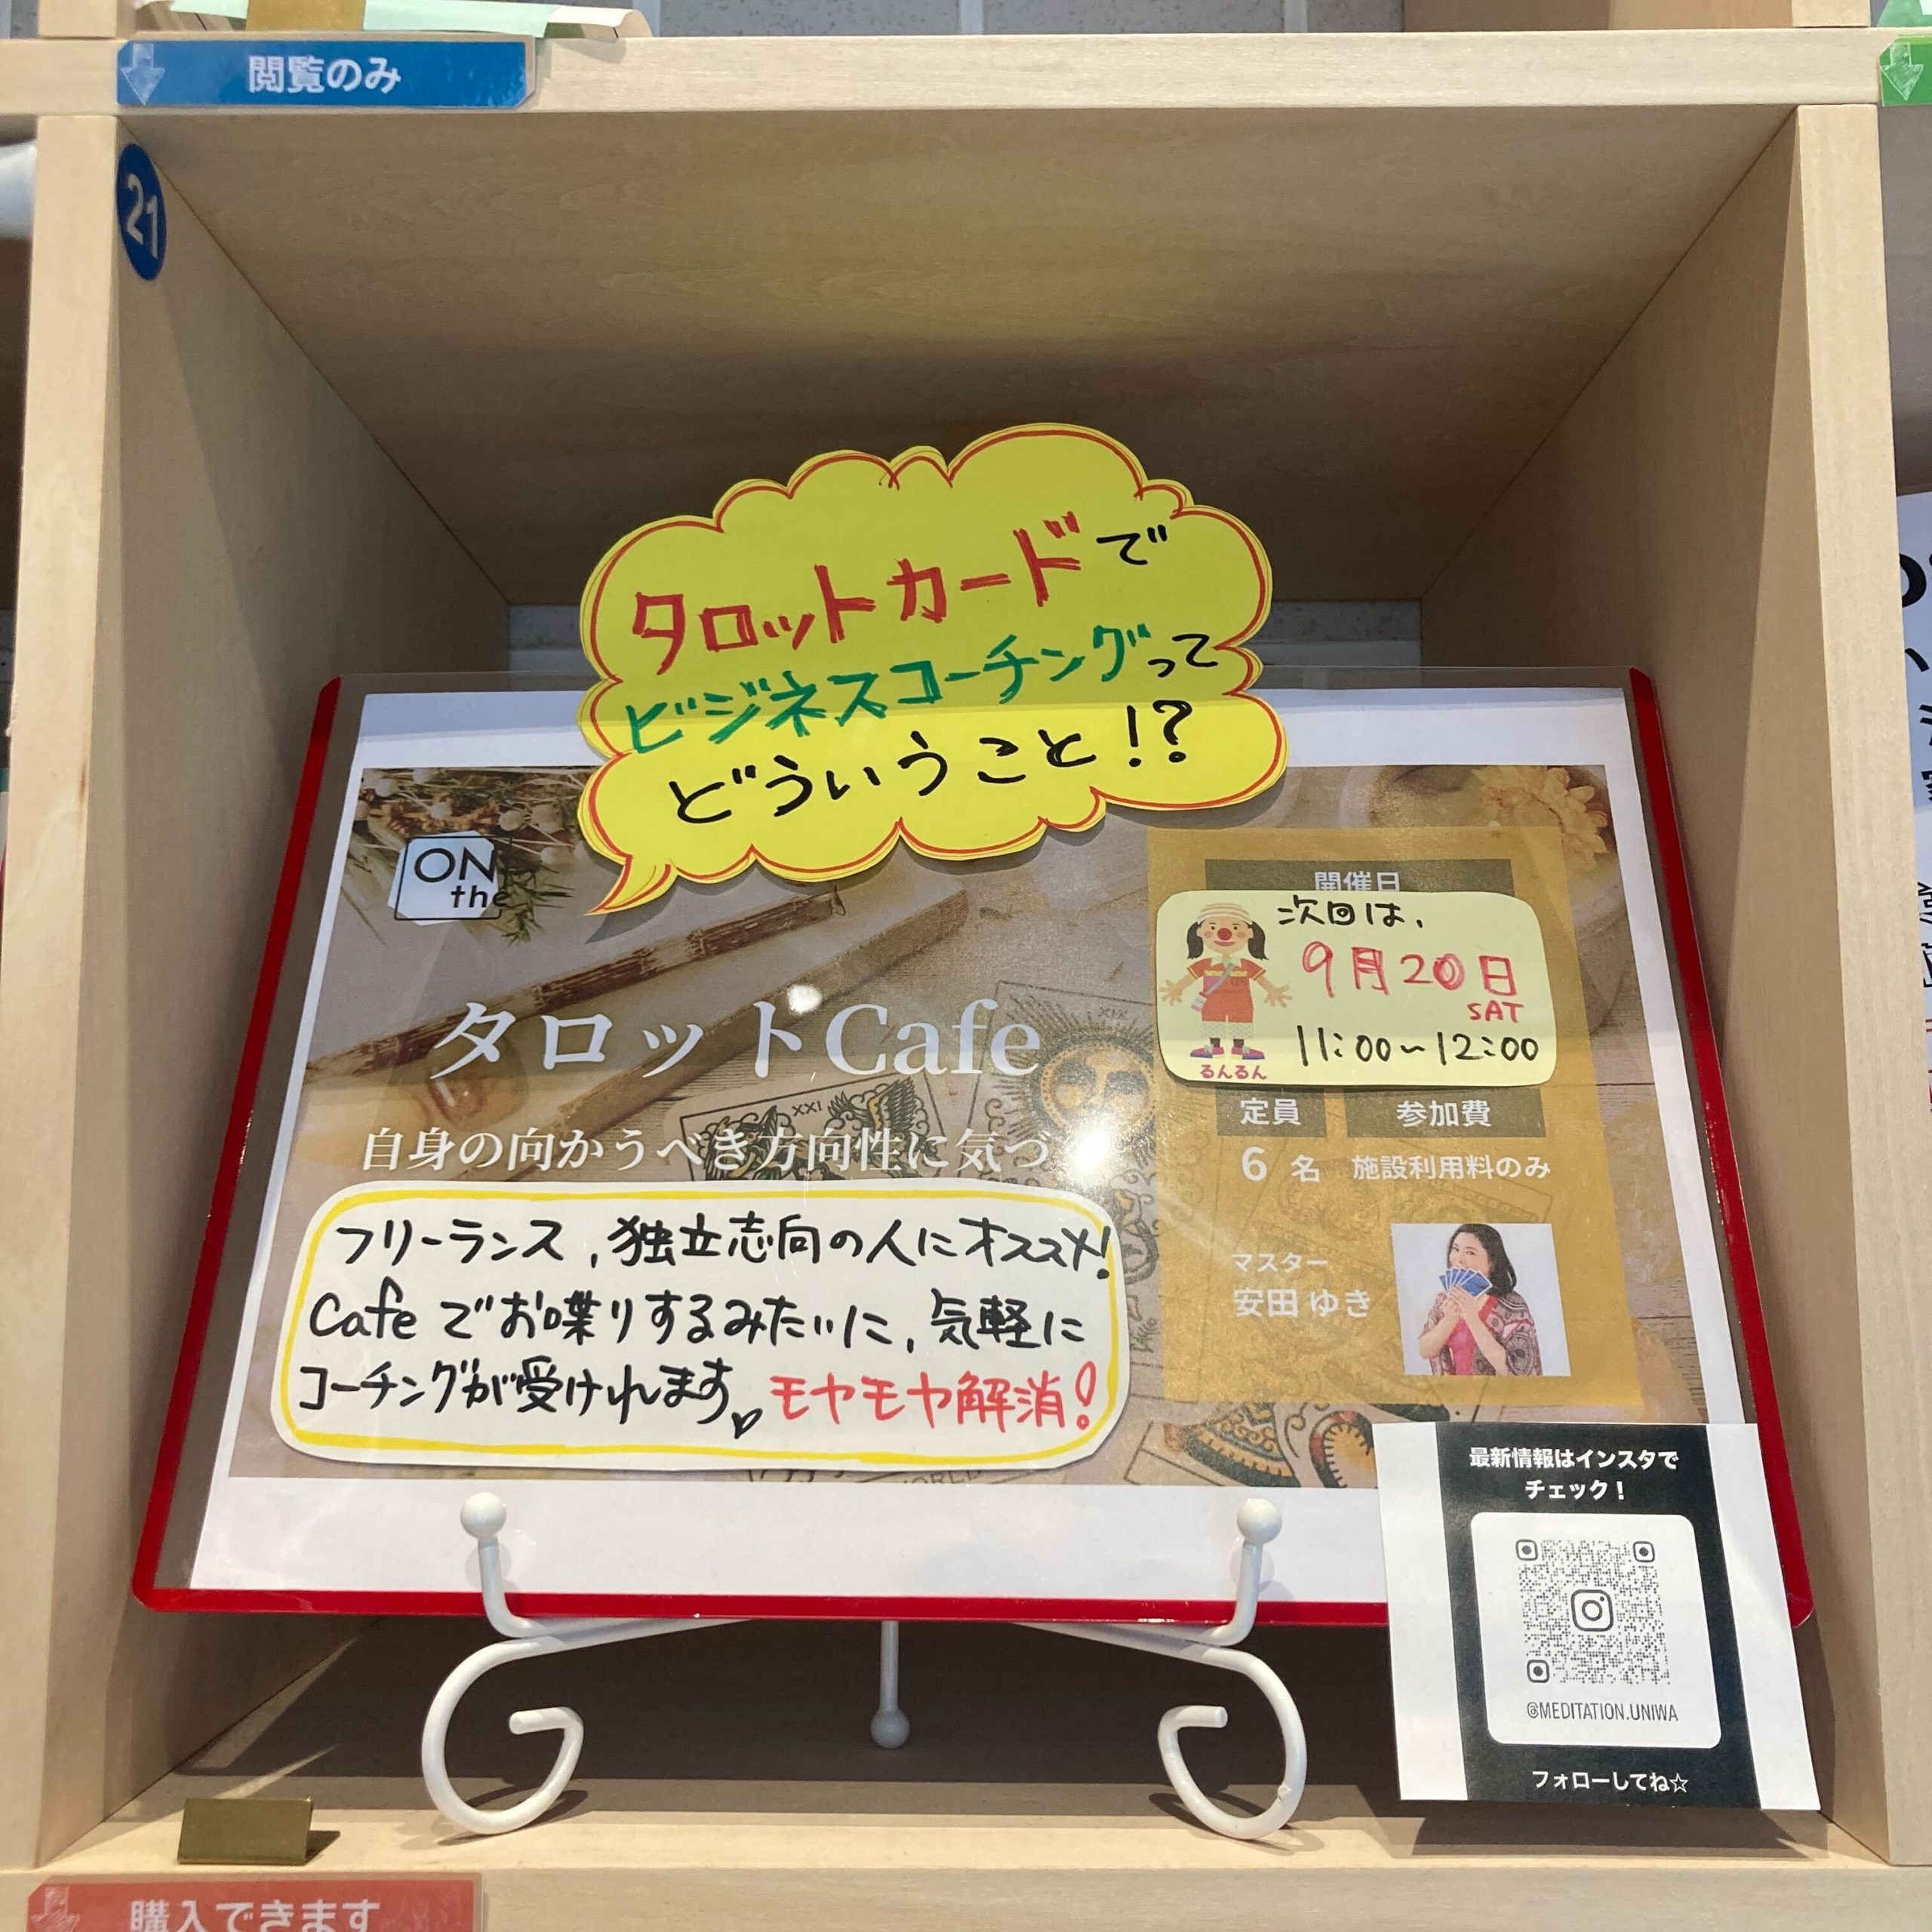 閲覧のみ
21
タロットカードで
ビジネスコーチングって
どういうこと!?
ON
the
タロットCafe
自身の向かうべき方向性に気づ
フリーランス,独立志向の人にオススメ!
Cafeでお喋りするみたいに,気軽に
コーチングが受けれます モヤモヤ解消!
開催日
次回は,
9月20日
SAT
11:00~12:00
るんるん
定員
参加費
6 名
施設利用料のみ
マスター
安田 ゆき
XIX
XXI
WORLD
最新情報はインスタで
チェック!
@MEDITATION.UNIWA
フォローしてね☆
購入できます